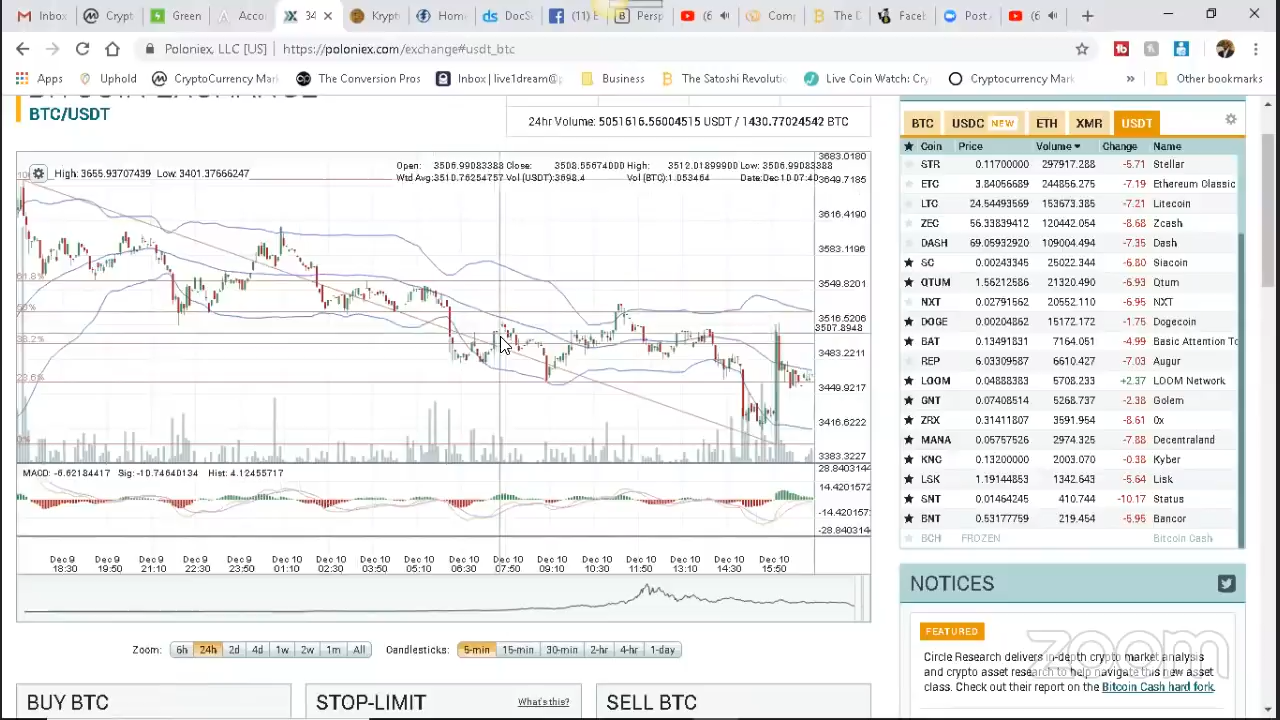 Inbox Crypt Green Acco 34 Krypt Home DocS (11) Persp (6 Comp The D Faceb Post (6
Poloniex, LLC [US] https://poloniex.com/exchange#usdt_btc
Apps Uphold CryptoCurrency Mar The Conversion Pros Inbox | live1dream@ Business The Satoshi Revoluti Live Coin Watch: Cry Cryptocurrency Mark » Other bookmarks
BTC/USDT
24hr Volume: 5051616.56004515 USDT / 1430.77024542 BTC
High: 3655.93707439 Low: 3401.37666247
Open: 3506.99083388 Close: 3508.55674000 High: 3512.01899900 Low: 3506.99083388
Wtd Avg:3510.76254757 Vol (USDT):3698.4 Vol (BTC):1.053464 Date:Dec 10 07:40
3683.0180
3649.7185
3616.4190
3583.1196
3549.8201
3516.5206
3507.8948
3483.2211
3449.9217
3416.6222
3383.3227
61.8%
50%
38.2%
23.6%
0%
MACD: -6.62184417 Sig: -10.74640134 Hist: 4.12455717
28.8403144
14.4201572
-14.420157
-28.840314
Dec 9 Dec 9 Dec 9 Dec 9 Dec 9 Dec 10 Dec 10 Dec 10 Dec 10 Dec 10 Dec 10 Dec 10 Dec 10 Dec 10 Dec 10 Dec 10 Dec 10
18:30 19:50 21:10 22:30 23:50 01:10 02:30 03:50 05:10 06:30 07:50 09:10 10:30 11:50 13:10 14:30 15:50
Zoom: 6h 24h 2d 4d 1w 2w 1m All Candlesticks: 5-min 15-min 30-min 2-hr 4-hr 1-day
BUY BTC STOP-LIMIT What's this? SELL BTC
BTC USDC NEW ETH XMR USDT
Coin Price Volume Change Name
STR 0.11700000 297917.288 -5.71 Stellar
ETC 3.84056689 244856.275 -7.19 Ethereum Classic
LTC 24.54493569 153673.385 -7.21 Litecoin
ZEC 56.33839412 120442.054 -8.68 Zcash
DASH 69.05932920 109004.494 -7.35 Dash
SC 0.00243345 25022.344 -6.80 Siacoin
QTUM 1.56212586 21320.490 -6.93 Qtum
NXT 0.02791562 20552.110 -6.95 NXT
DOGE 0.00204862 15172.172 -1.75 Dogecoin
BAT 0.13491831 7164.051 -4.99 Basic Attention To
REP 6.03309587 6610.427 -7.03 Augur
LOOM 0.04888383 5708.233 +2.37 LOOM Network
GNT 0.07408514 5268.737 -2.38 Golem
ZRX 0.31411807 3591.954 -8.61 0x
MANA 0.05757526 2974.325 -7.88 Decentraland
KNC 0.13200000 2003.070 -0.38 Kyber
LSK 1.19144853 1342.643 -5.64 Lisk
SNT 0.01464245 410.744 -10.17 Status
BNT 0.53177759 219.454 -5.95 Bancor
BCH FROZEN Bitcoin Cash
NOTICES
FEATURED
Circle Research delivers in-depth crypto market analysis
and crypto asset research to help navigate this new asset
class. Check out their report on the Bitcoin Cash hard fork.
zoom